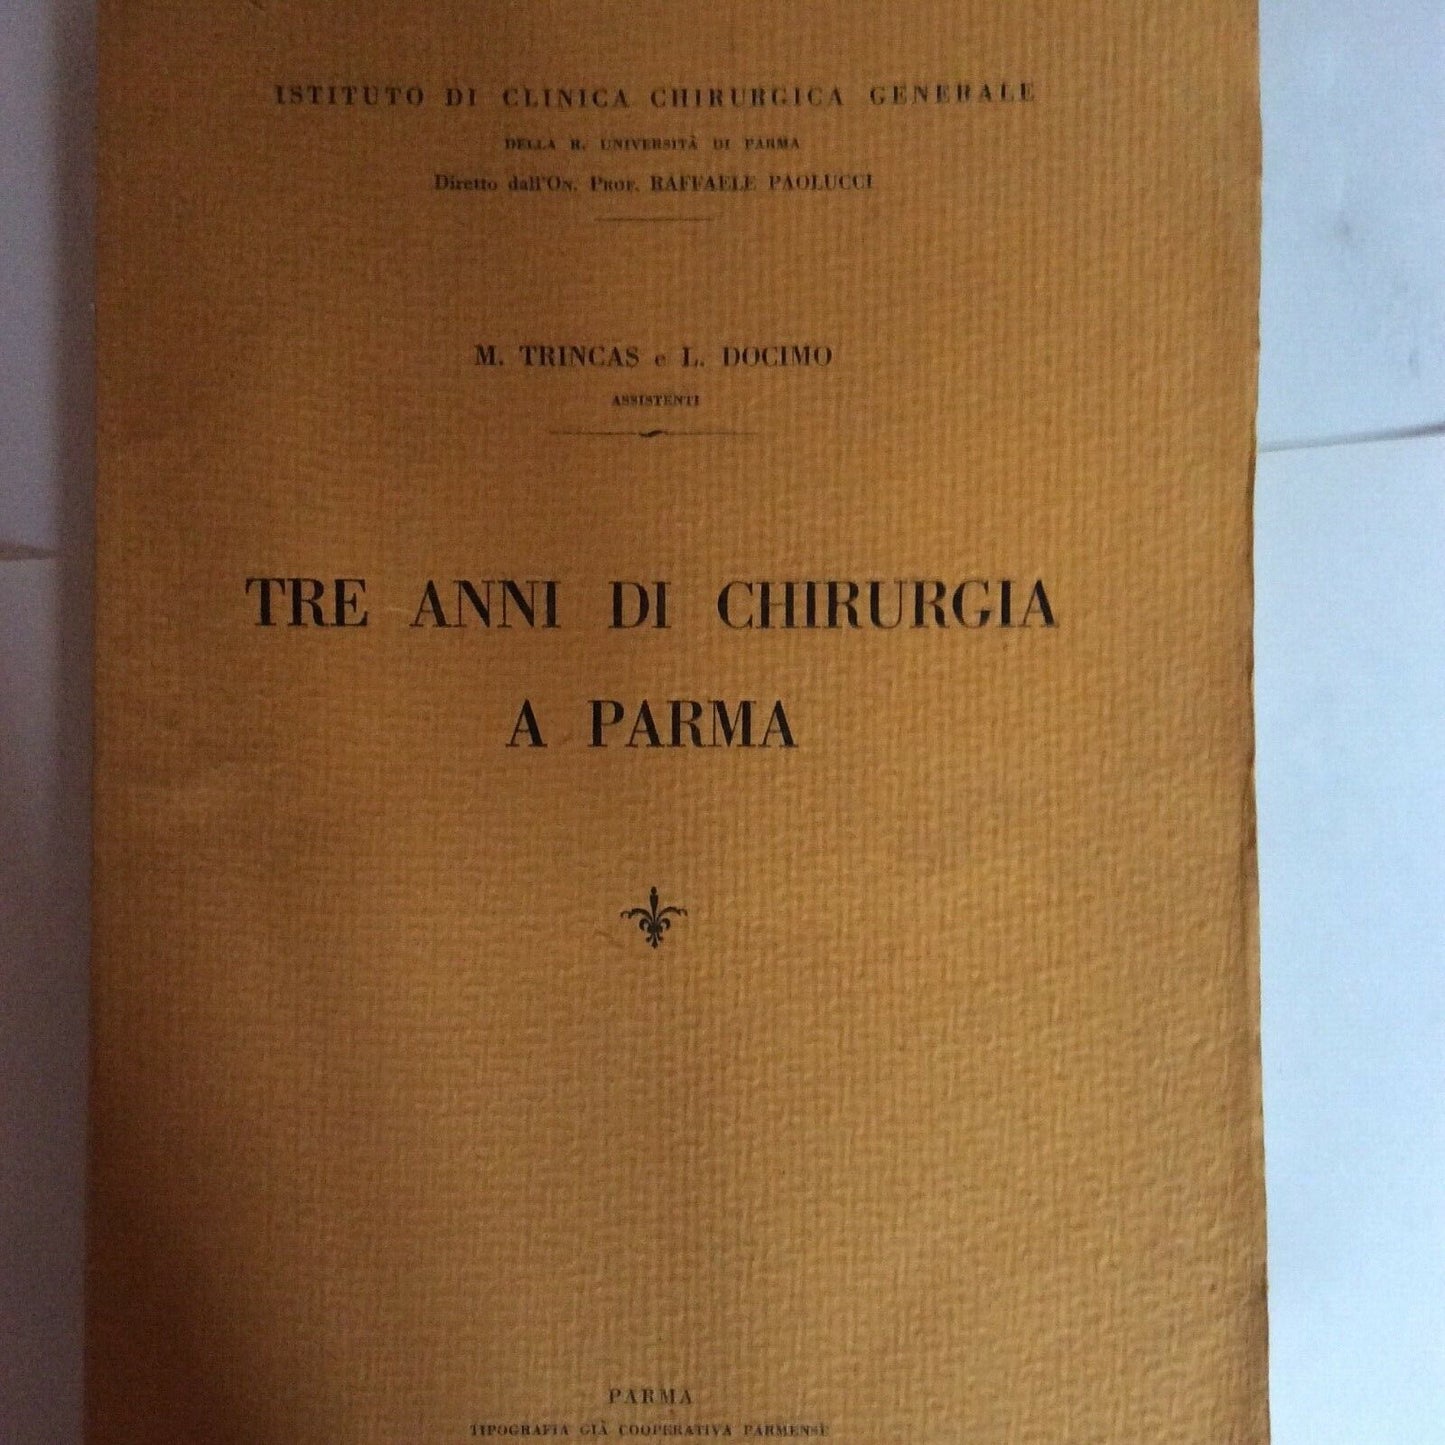 ISTITUTO DI CLINICA CHIRURGICA GENERALE
DELLA R. UNIVERSITÀ DI PARMA
Diretto dall'On. Prof. RAFFAELE PAOLUCCI
M. TRINCAS e L. DOCIMO
ASSISTENTI
TRE ANNI DI CHIRURGIA
A PARMA
PARMA
TIPOGRAFIA GIÀ COOPERATIVA PARMENSE